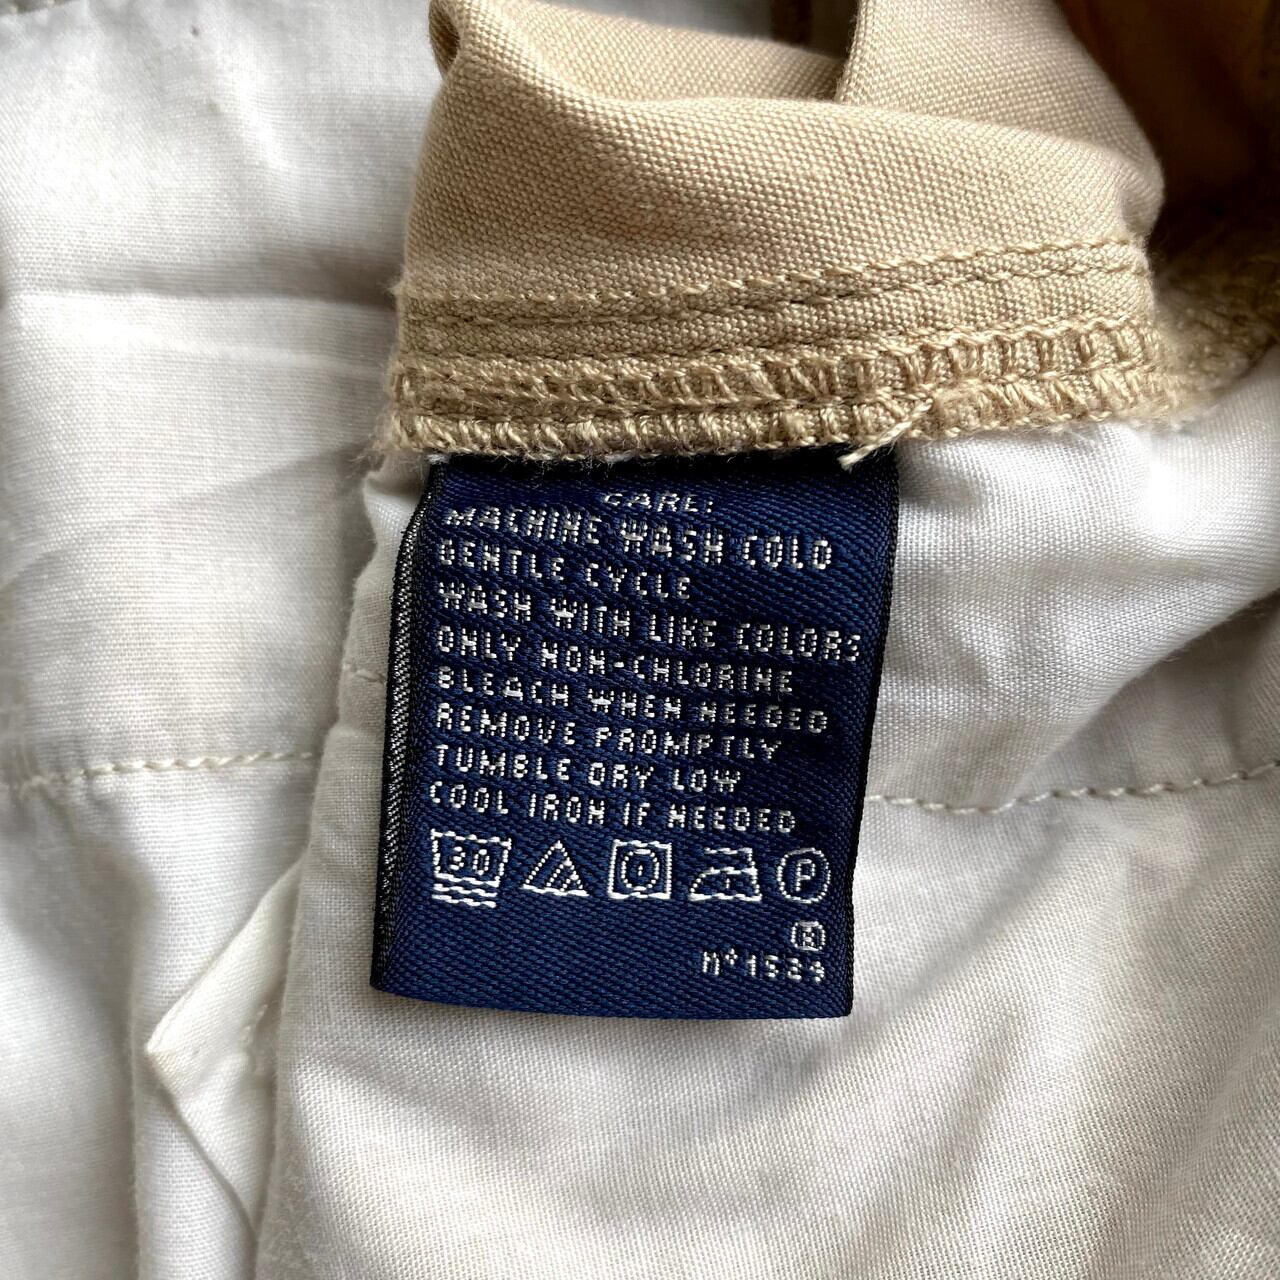 CARE:
MACHINE WASH COLD
GENTLE CYCLE
WASH WITH LIKE COLORS
ONLY NON-CHLORINE
BLEACH WHEN NEEDED
REMOVE PROMPTLY
TUMBLE DRY LOW
COOL IRON IF NEEDED
30 P